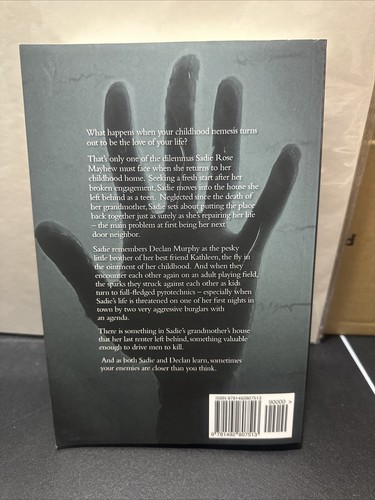 What happens when your childhood nemesis turns
out to be the love of your life?
That's only one of the dilemmas Sadie Rose
Mayhew must face when she returns to her
childhood home. Seeking a fresh start after her
broken engagement, Sadie moves into the house she
left behind as a teen. Neglected since the death of
her grandmother, Sadie sets about putting the place
back together just as surely as she's repairing her life
– the main problem at first being her next
door neighbor.
Sadie remembers Declan Murphy as the pesky
little brother of her best friend Kathleen, the fly in
the ointment of her childhood. And when they
encounter each other again on an adult playing field,
the sparks they struck against each other as kids
turn to full-fledged pyrotechnics – especially when
Sadie's life is threatened on one of her first nights in
town by two very aggressive burglars with
an agenda.
There is something in Sadie's grandmother's house
that her last renter left behind, something valuable
enough to drive men to kill.
And as both Sadie and Declan learn, sometimes
your enemies are closer than you think.
ISBN 9781492807513
90000 >
9 781492 807513